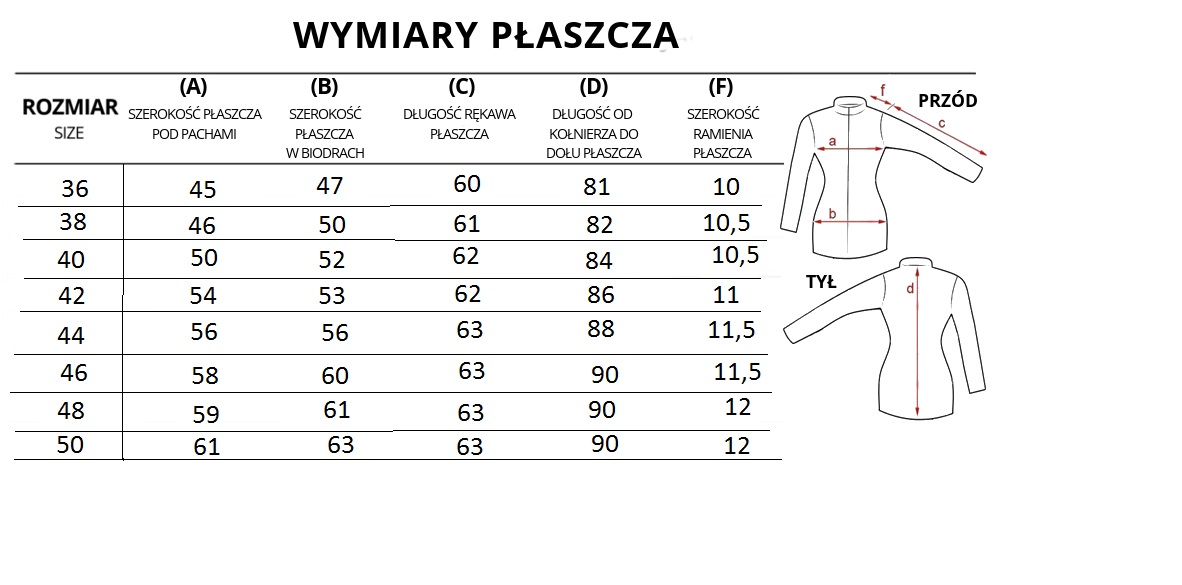 WYMIARY PŁASZCZA
(A) (B) (C) (D) (F)
ROZMIAR SZEROKOŚĆ PŁASZCZA SZEROKOŚĆ DŁUGOŚĆ RĘKAWA DŁUGOŚĆ OD SZEROKOŚĆ
SIZE POD PACHAMI PŁASZCZA PŁASZCZA KOŁNIERZA DO RAMIENIA
W BIODRACH DOŁU PŁASZCZA PŁASZCZA
36 45 47 60 81 10
38 46 50 61 82 10,5
40 50 52 62 84 10,5
42 54 53 62 86 11
44 56 56 63 88 11,5
46 58 60 63 90 11,5
48 59 61 63 90 12
50 61 63 63 90 12
PRZÓD
f
c
a
b
TYŁ
d